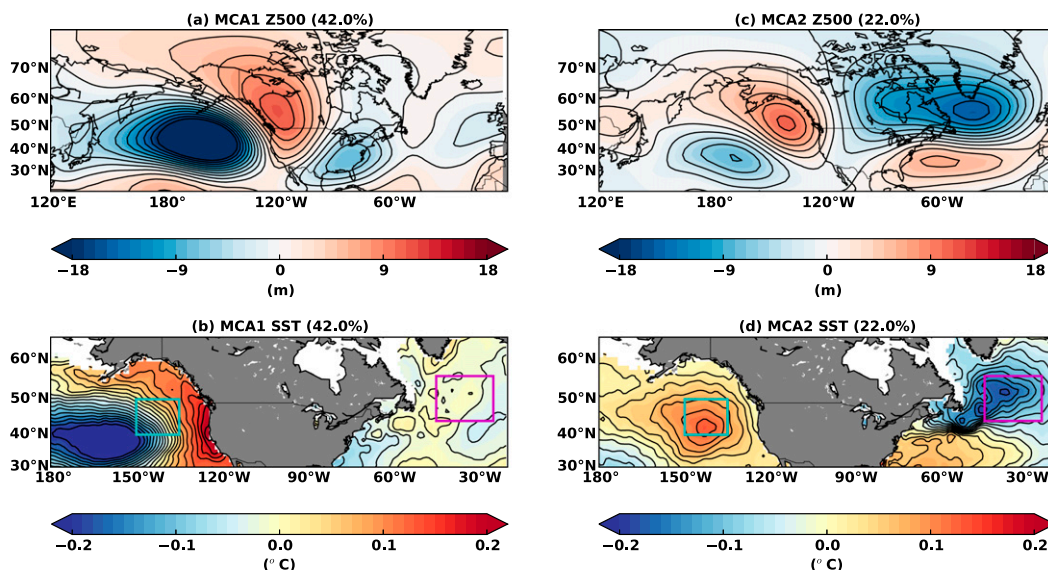 (a) MCA1 Z500 (42.0%)
70°N
60°N
50°N
40°N
30°N
120°E 180° 120°W 60°W
−18 −9 0 9 18
(m)
(c) MCA2 Z500 (22.0%)
70°N
60°N
50°N
40°N
30°N
120°E 180° 120°W 60°W
−18 −9 0 9 18
(m)
(b) MCA1 SST (42.0%)
60°N
50°N
40°N
30°N
180° 150°W 120°W 90°W 60°W 30°W
−0.2 −0.1 0.0 0.1 0.2
(° C)
(d) MCA2 SST (22.0%)
60°N
50°N
40°N
30°N
180° 150°W 120°W 90°W 60°W 30°W
−0.2 −0.1 0.0 0.1 0.2
(° C)